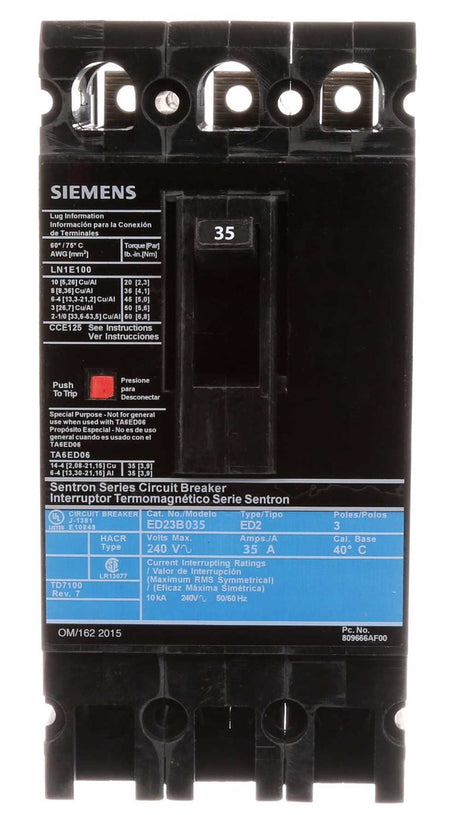 SIEMENS
35
Lug Information
Información para la Conexión
de Terminales
60° / 75° C Torque[Par]
AWG [mm²] lb.-in.[Nm]
LN1E100
10 [5,26] Cu/Al 20 [2,3]
8 [8,36] Cu/Al 36 [4,1]
6-4 [13,3-21,2] Cu/Al 45 [5,0]
3 [26,7] Cu/Al 50 [5,6]
2-1/0 [33,6-53,5] Cu/Al 60 [6,8]
CCE125 See Instructions
Ver Instrucciones
Push
To Trip
Presione
para
Desconectar
Special Purpose - Not for general
use when used with TA6ED06
Propósito Especial - No es de uso
general cuando es usado con el
TA6ED06
TA6ED06
14-4 [2,08-21,15] Cu 35 [3,9]
6-4 [13,30-21,15] Al 35 [3,9]
Sentron Series Circuit Breaker
Interruptor Termomagnético Serie Sentron
UL LISTED
CIRCUIT BREAKER
J-1381
E10848
Cat. No./Modelo Type/Tipo Poles/Polos
ED23B035 ED2 3
HACR
Type
Volts Max. Amps./A Cal. Base
240 V∿ 35 A 40° C
LR13077
Current Interrupting Ratings
/ Valor de Interrupción
(Maximum RMS Symmetrical)
/ (Eficaz Máxima Simétrica)
10 kA 240V∿ 50/60 Hz
TD7100
Rev. 7
OM/162 2015
Pc. No.
809666AF00